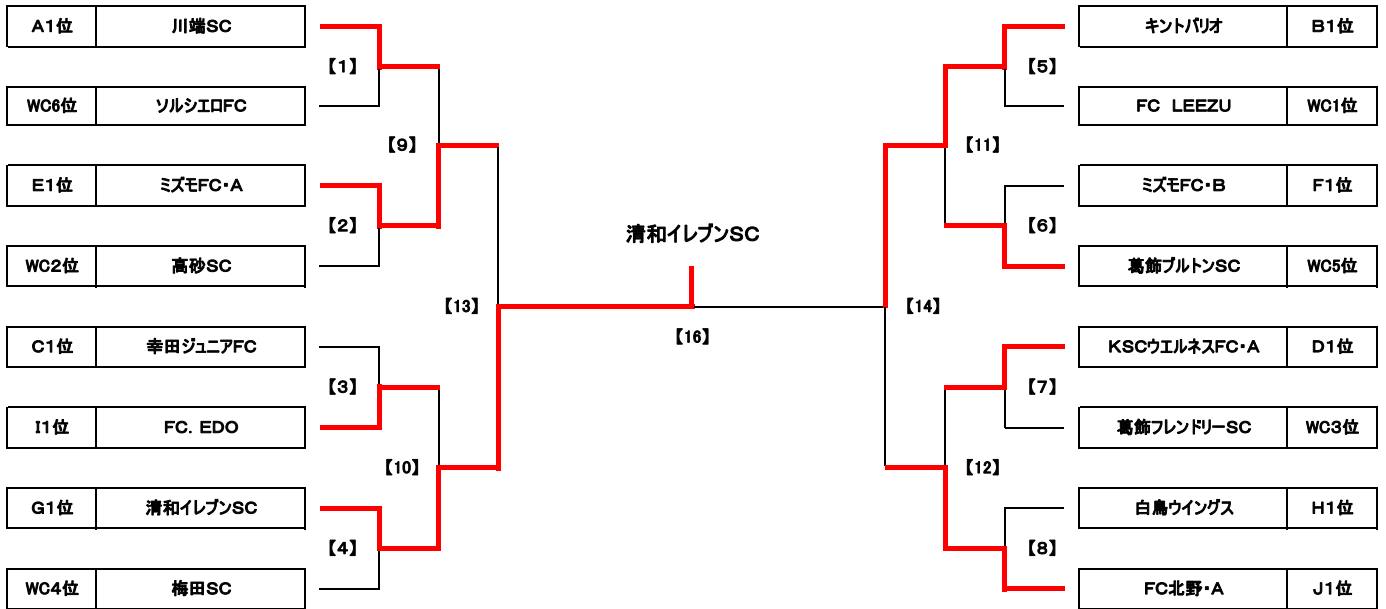 A1位 川端SC
【1】
WC6位 ソルシエロFC
【9】
E1位 ミズモFC・A
【2】
WC2位 高砂SC
【13】
C1位 幸田ジュニアFC
【3】
I1位 FC. EDO
【10】
G1位 清和イレブンSC
【4】
WC4位 梅田SC
清和イレブンSC
【16】
キントバリオ B1位
【5】
FC LEEZU WC1位
【11】
ミズモFC・B F1位
【6】
葛飾ブルトンSC WC5位
【14】
KSCウエルネスFC・A D1位
【7】
葛飾フレンドリーSC WC3位
【12】
白鳥ウイングス H1位
【8】
FC北野・A J1位